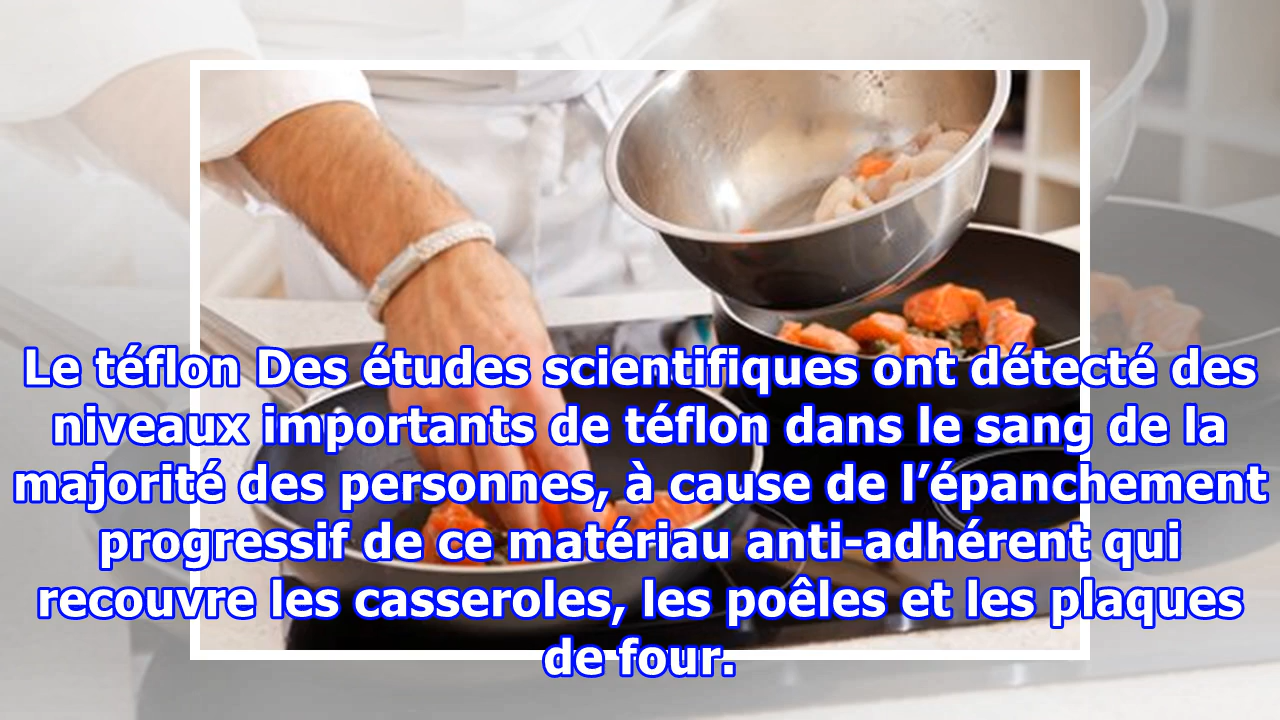 Le téflon Des études scientifiques ont détecté des
niveaux importants de téflon dans le sang de la
majorité des personnes, à cause de l’épanchement
progressif de ce matériau anti-adhérent qui
recouvre les casseroles, les poêles et les plaques
de four.